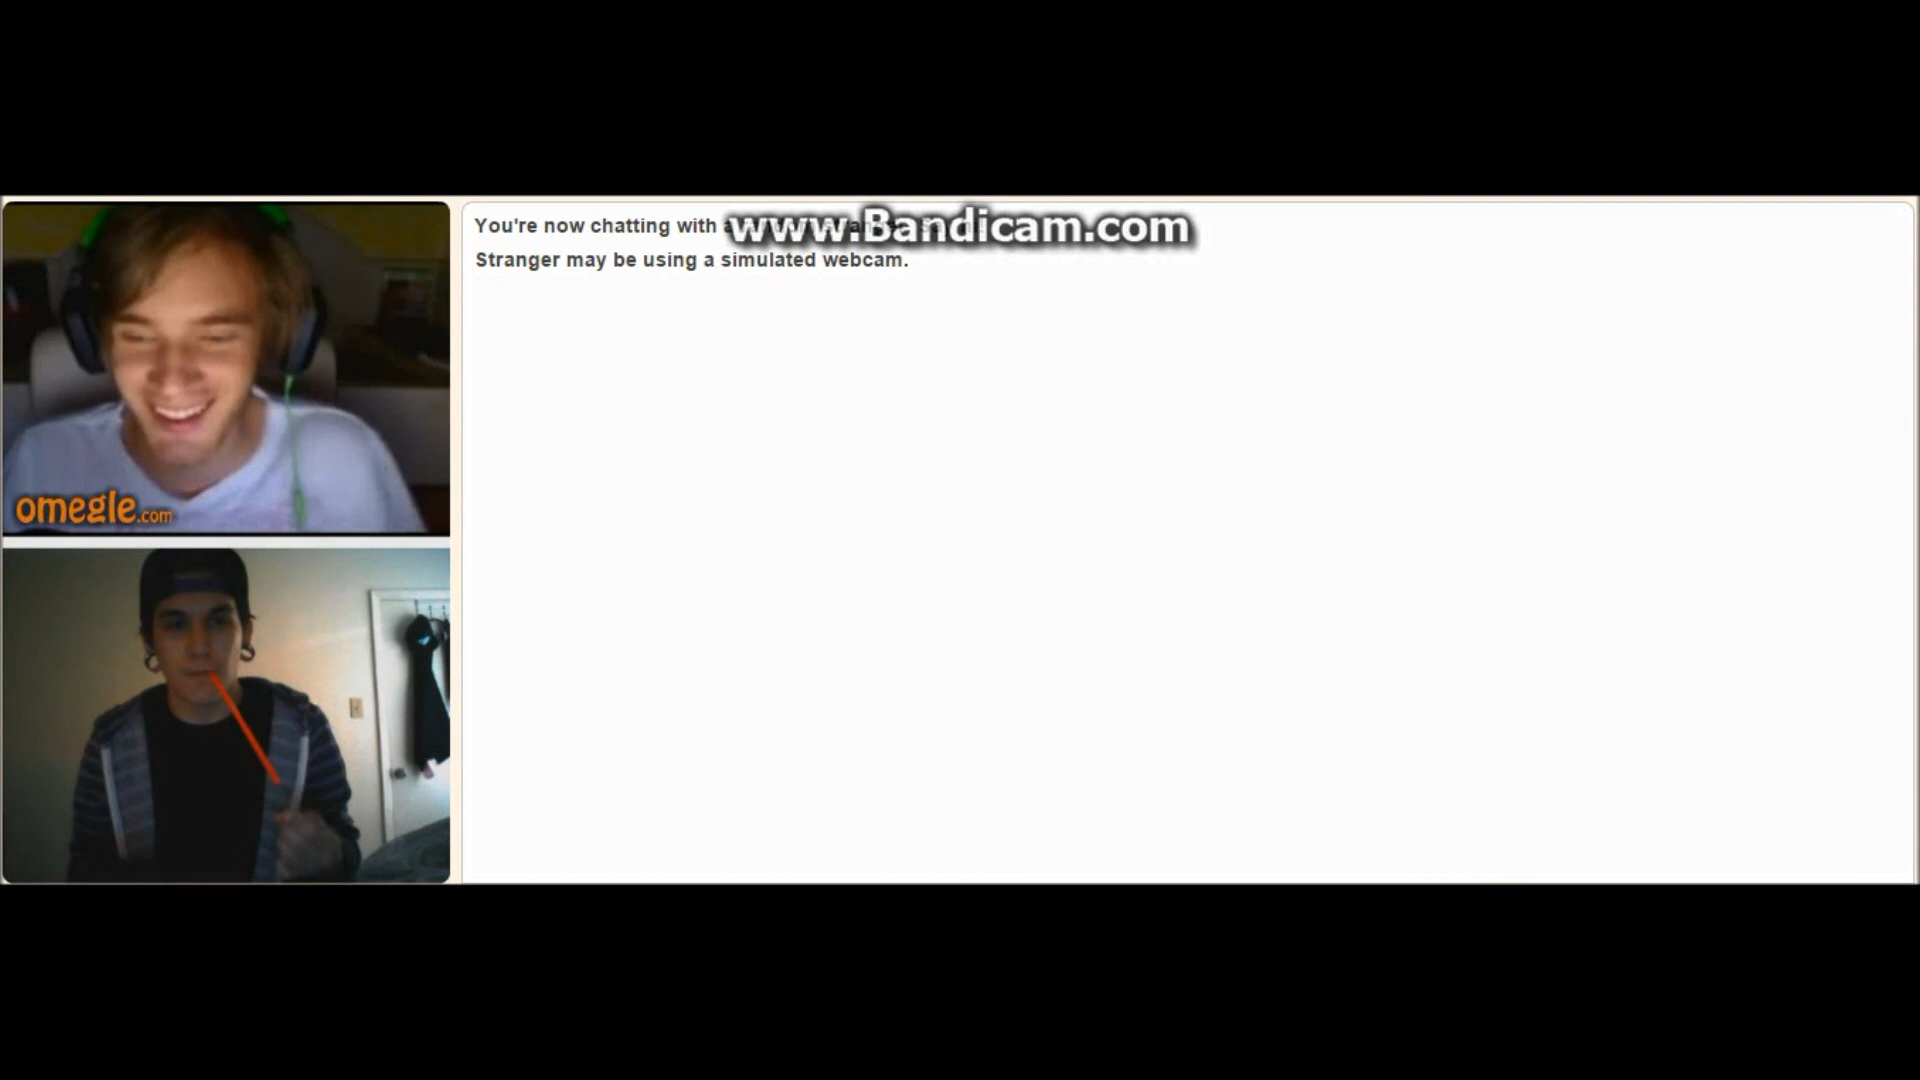 www.Bandicam.com
You're now chatting with a
Stranger may be using a simulated webcam.
omegle.com